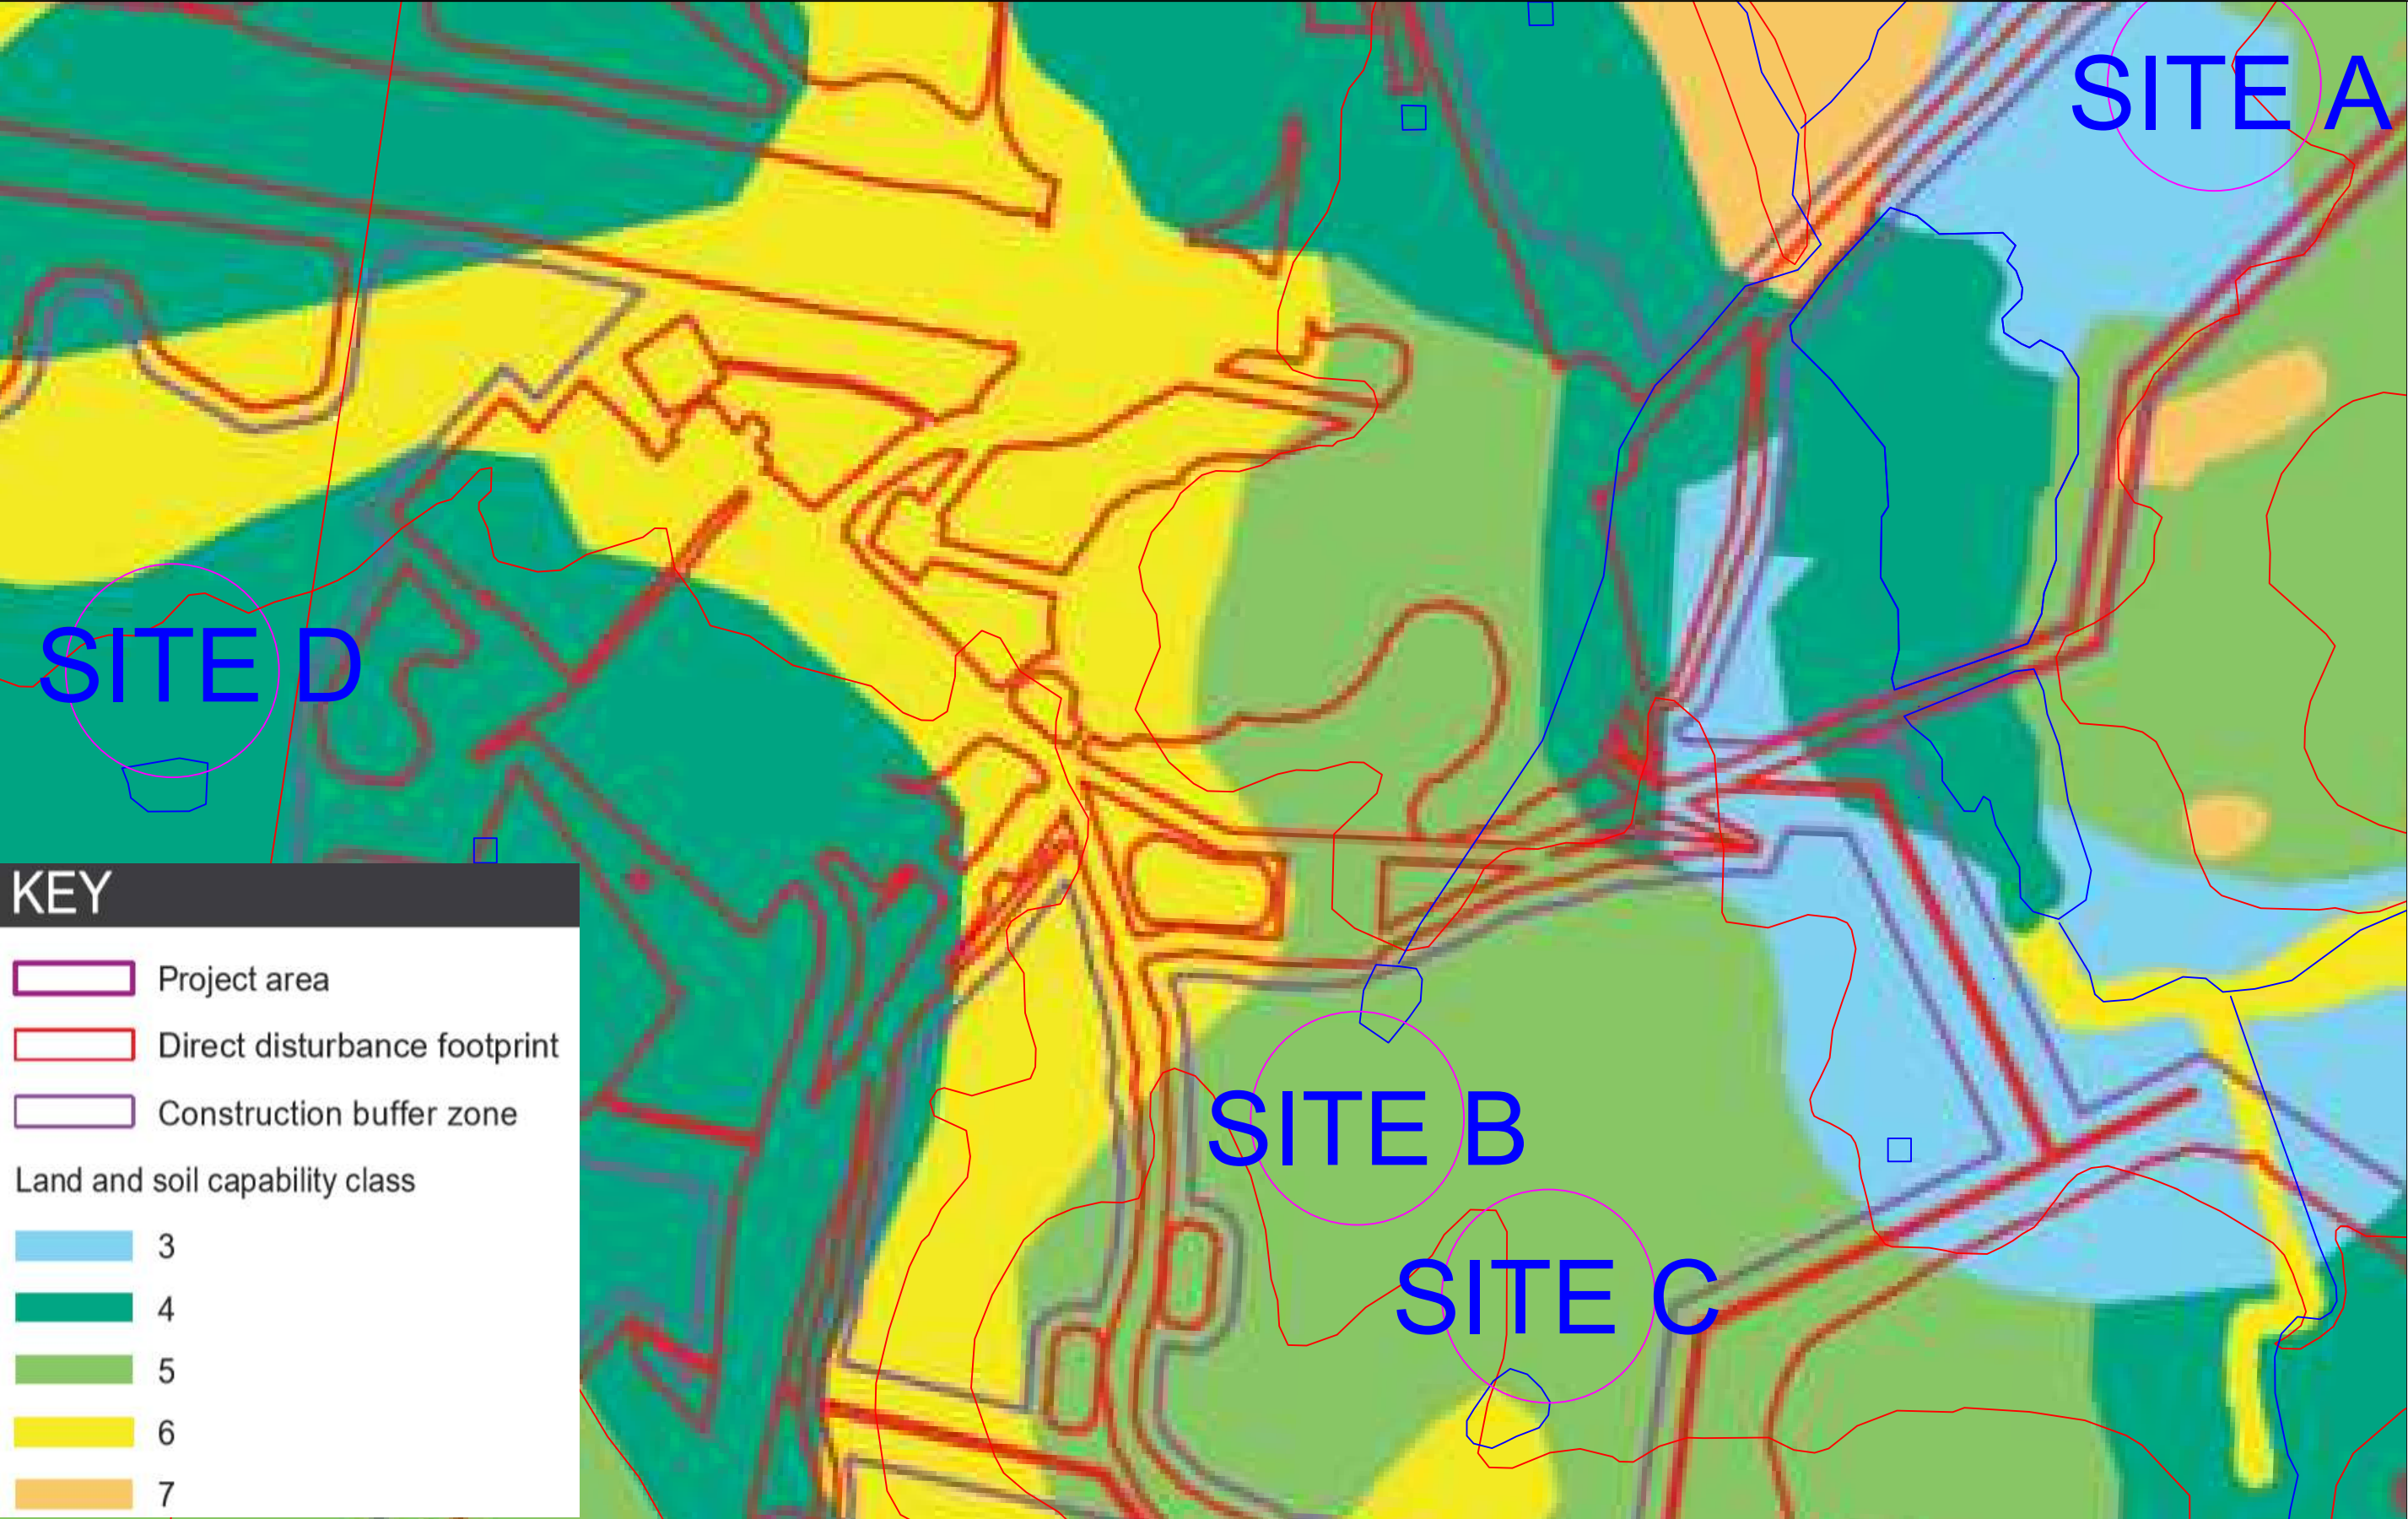 SITE A
SITE D
SITE B
SITE C
KEY
Project area
Direct disturbance footprint
Construction buffer zone
Land and soil capability class
3
4
5
6
7